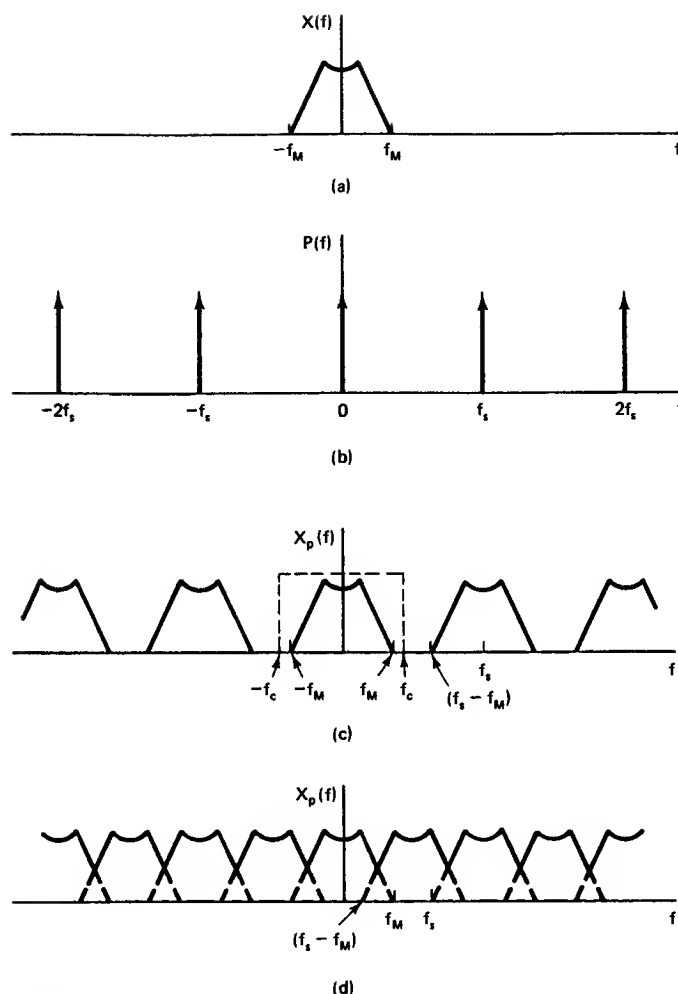 X(f)
−f_M f_M f
(a)
P(f)
−2f_s −f_s 0 f_s 2f_s
(b)
X_p(f)
−f_c −f_M f_M f_c (f_s − f_M) f_s f
(c)
X_p(f)
(f_s − f_M) f_M f_s f
(d)